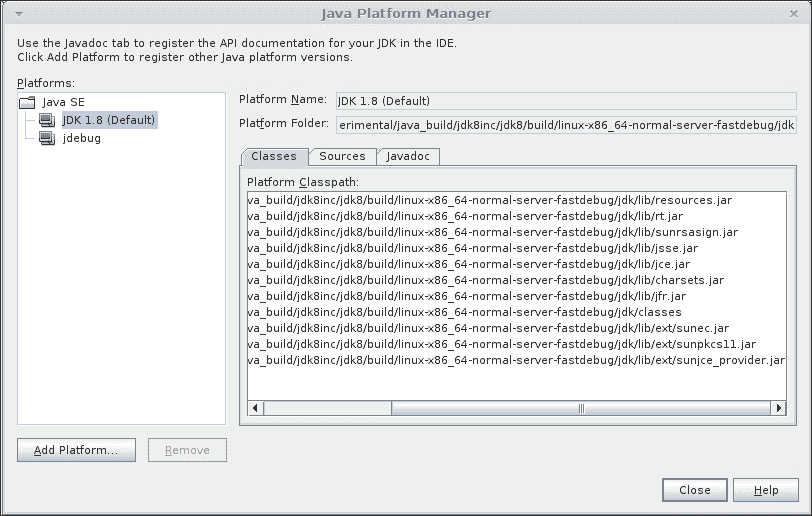 Java Platform Manager
Use the Javadoc tab to register the API documentation for your JDK in the IDE.
Click Add Platform to register other Java platform versions.
Platforms:
Java SE
JDK 1.8 (Default)
jdebug
Platform Name: JDK 1.8 (Default)
Platform Folder: erimental/java_build/jdk8inc/jdk8/build/linux-x86_64-normal-server-fastdebug/jdk
Classes Sources Javadoc
Platform Classpath:
va_build/jdk8inc/jdk8/build/linux-x86_64-normal-server-fastdebug/jdk/lib/resources.jar
va_build/jdk8inc/jdk8/build/linux-x86_64-normal-server-fastdebug/jdk/lib/rt.jar
va_build/jdk8inc/jdk8/build/linux-x86_64-normal-server-fastdebug/jdk/lib/sunrsasign.jar
va_build/jdk8inc/jdk8/build/linux-x86_64-normal-server-fastdebug/jdk/lib/jsse.jar
va_build/jdk8inc/jdk8/build/linux-x86_64-normal-server-fastdebug/jdk/lib/jce.jar
va_build/jdk8inc/jdk8/build/linux-x86_64-normal-server-fastdebug/jdk/lib/charsets.jar
va_build/jdk8inc/jdk8/build/linux-x86_64-normal-server-fastdebug/jdk/lib/jfr.jar
va_build/jdk8inc/jdk8/build/linux-x86_64-normal-server-fastdebug/jdk/classes
va_build/jdk8inc/jdk8/build/linux-x86_64-normal-server-fastdebug/jdk/lib/ext/sunec.jar
va_build/jdk8inc/jdk8/build/linux-x86_64-normal-server-fastdebug/jdk/lib/ext/sunpkcs11.jar
va_build/jdk8inc/jdk8/build/linux-x86_64-normal-server-fastdebug/jdk/lib/ext/sunjce_provider.jar
Add Platform... Remove
Close Help